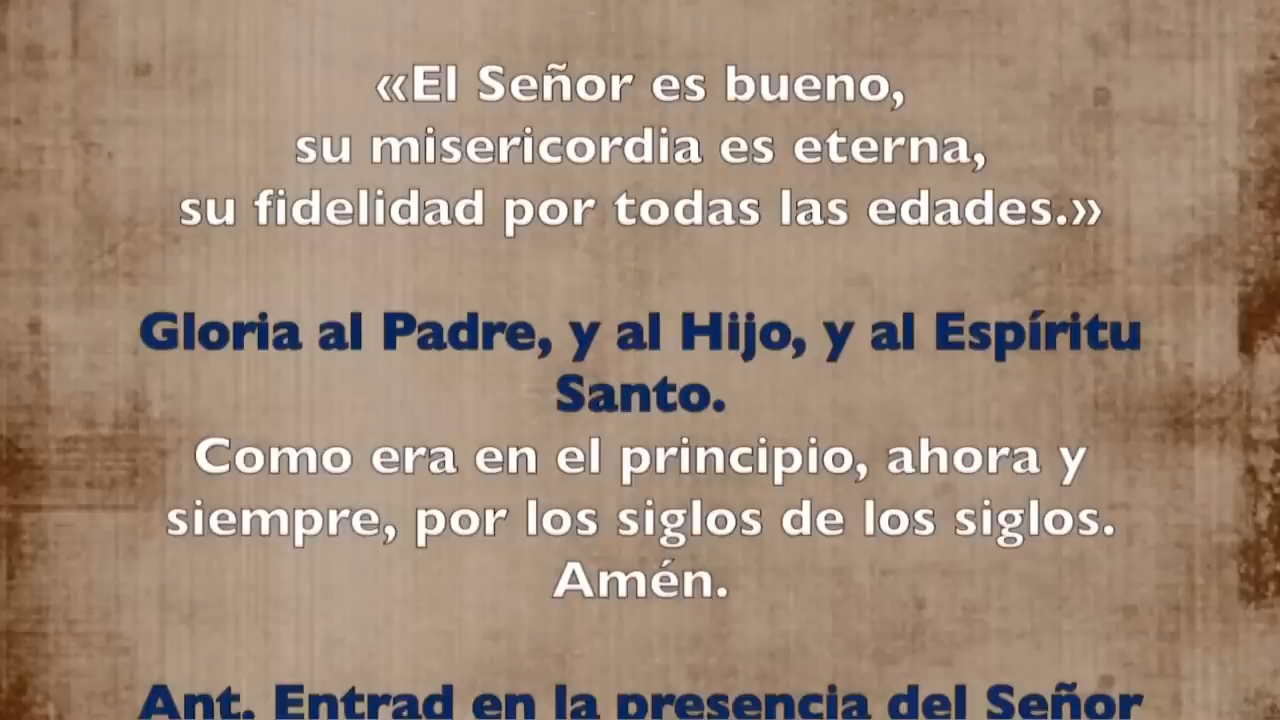 «El Señor es bueno,
su misericordia es eterna,
su fidelidad por todas las edades.»
Gloria al Padre, y al Hijo, y al Espíritu
Santo.
Como era en el principio, ahora y
siempre, por los siglos de los siglos.
Amén.
Ant. Entrad en la presencia del Señor